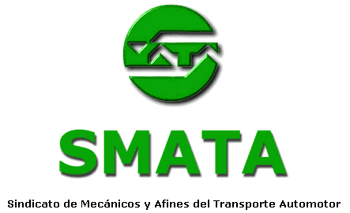 SMATA
Sindicato de Mecánicos y Afines del Transporte Automotor